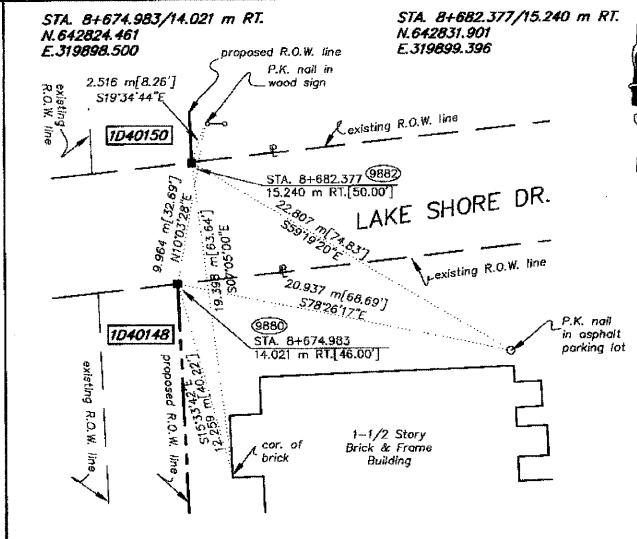 STA. 8+674.983/14.021 m RT.
N.642824.461
E.319898.500
STA. 8+682.377/15.240 m RT.
N.642831.901
E.319899.396
proposed R.O.W. line
P.K. nail in
wood sign
2.516 m[8.26']
S19°34'44"E
existing
R.O.W. line
1D40150
existing R.O.W. line
STA. 8+682.377 9882
15.240 m RT.[50.00']
LAKE SHORE DR.
9.964 m[32.69']
N10°03'28"E
19.398 m[63.64']
S07°05'00"E
22.807 m[74.83']
S59°19'20"E
existing R.O.W. line
20.937 m[68.69']
S78°26'17"E
1D40148
9880
STA. 8+674.983
14.021 m RT.[46.00']
P.K. nail
in asphalt
parking lot
existing R.O.W. line
proposed R.O.W. line
S15°33'42"E
12.259 m[40.22']
cor. of
brick
1-1/2 Story
Brick & Frame
Building